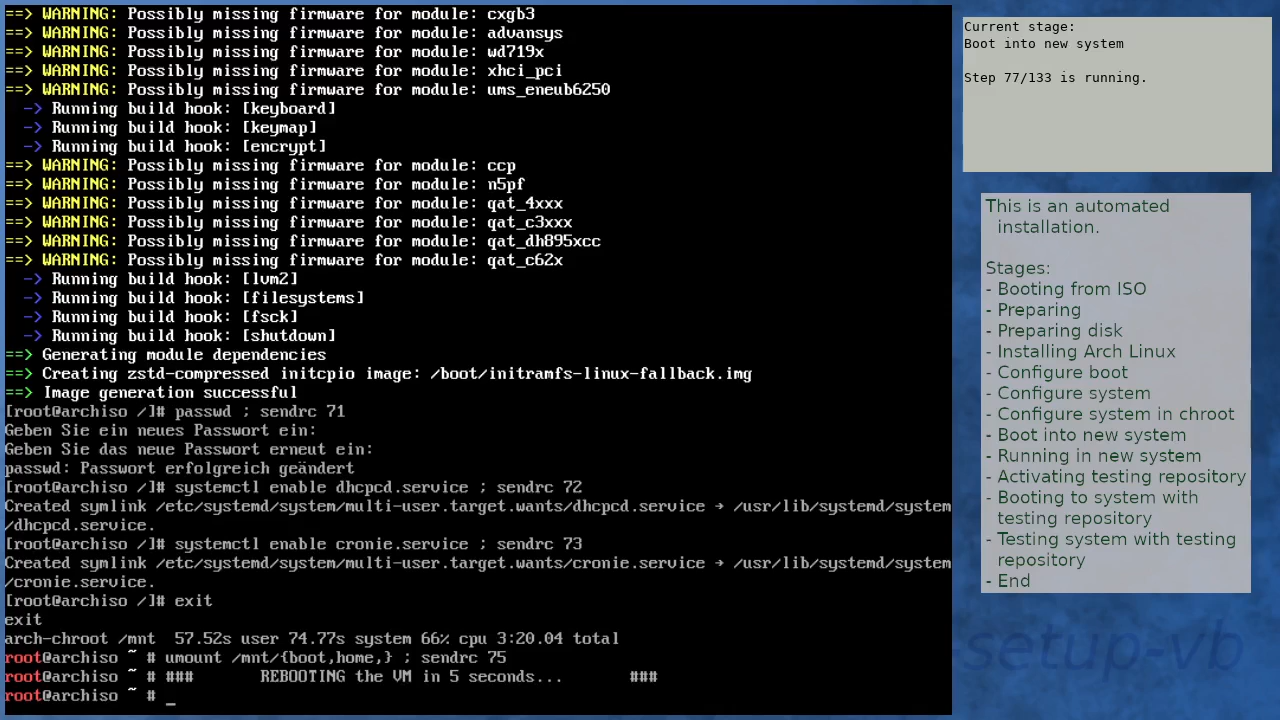 ==> WARNING: Possibly missing firmware for module: cxgb3
==> WARNING: Possibly missing firmware for module: advansys
==> WARNING: Possibly missing firmware for module: wd719x
==> WARNING: Possibly missing firmware for module: xhci_pci
==> WARNING: Possibly missing firmware for module: ums_eneub6250
  -> Running build hook: [keyboard]
  -> Running build hook: [keymap]
  -> Running build hook: [encrypt]
==> WARNING: Possibly missing firmware for module: ccp
==> WARNING: Possibly missing firmware for module: n5pf
==> WARNING: Possibly missing firmware for module: qat_4xxx
==> WARNING: Possibly missing firmware for module: qat_c3xxx
==> WARNING: Possibly missing firmware for module: qat_dh895xcc
==> WARNING: Possibly missing firmware for module: qat_c62x
  -> Running build hook: [lvm2]
  -> Running build hook: [filesystems]
  -> Running build hook: [fsck]
  -> Running build hook: [shutdown]
==> Generating module dependencies
==> Creating zstd-compressed initcpio image: /boot/initramfs-linux-fallback.img
==> Image generation successful
[root@archiso /]# passwd ; sendrc 71
Geben Sie ein neues Passwort ein:
Geben Sie das neue Passwort erneut ein:
passwd: Passwort erfolgreich geändert
[root@archiso /]# systemctl enable dhcpcd.service ; sendrc 72
Created symlink /etc/systemd/system/multi-user.target.wants/dhcpcd.service → /usr/lib/systemd/system
/dhcpcd.service.
[root@archiso /]# systemctl enable cronie.service ; sendrc 73
Created symlink /etc/systemd/system/multi-user.target.wants/cronie.service → /usr/lib/systemd/system
/cronie.service.
[root@archiso /]# exit
exit
arch-chroot /mnt  57.52s user 74.77s system 66% cpu 3:20.04 total
root@archiso ~ # umount /mnt/{boot,home,} ; sendrc 75
root@archiso ~ # ###       REBOOTING the VM in 5 seconds...       ###
root@archiso ~ # _
Current stage:
Boot into new system
Step 77/133 is running.
This is an automated
installation.
Stages:
- Booting from ISO
- Preparing
- Preparing disk
- Installing Arch Linux
- Configure boot
- Configure system
- Configure system in chroot
- Boot into new system
- Running in new system
- Activating testing repository
- Booting to system with
testing repository
- Testing system with testing
repository
- End
-setup-vb